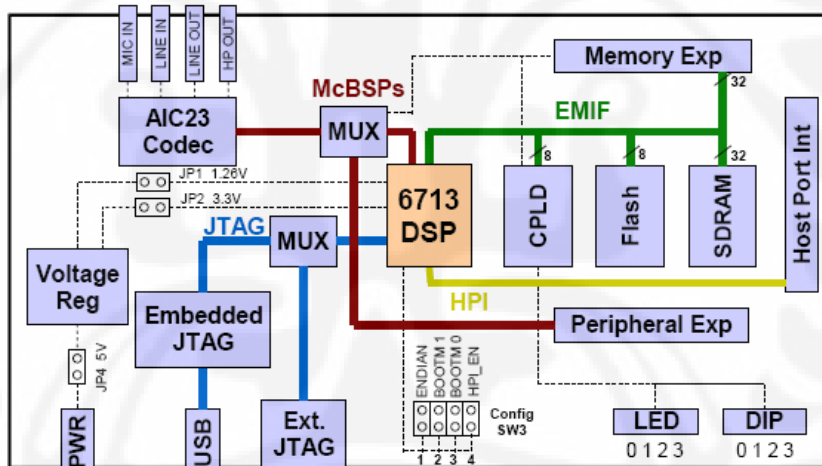 MIC IN
LINE IN
LINE OUT
HP OUT
Memory Exp
32
McBSPs
AIC23
Codec
MUX
EMIF
8
8
32
JP1 1.26V
JP2 3.3V
6713
DSP
CPLD
Flash
SDRAM
Host Port Int
JTAG
MUX
Voltage
Reg
HPI
Embedded
JTAG
Peripheral Exp
JP4 5V
ENDIAN
BOOTM 1
BOOTM 0
HPI_EN
Config
SW3
PWR
USB
Ext.
JTAG
1 2 3 4
LED
DIP
0 1 2 3
0 1 2 3